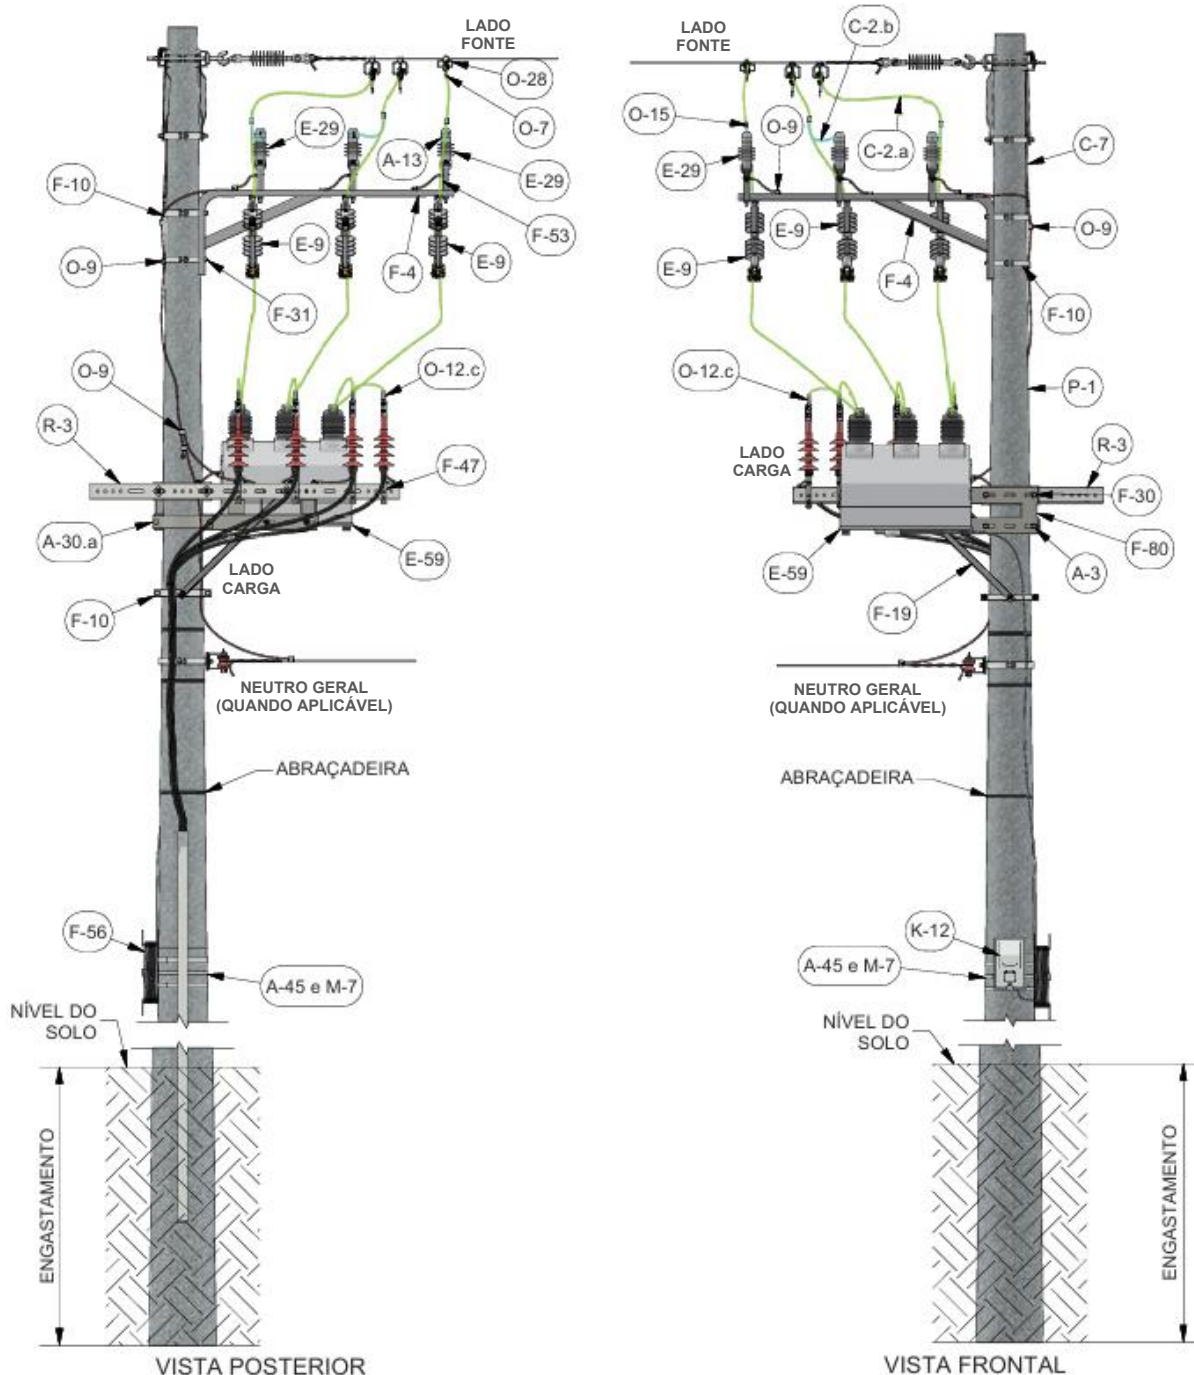 LADO
FONTE
O-28
E-29
O-7
A-13
E-29
F-10
F-53
E-9
E-9
O-9
F-4
F-31
O-9
O-12.c
R-3
F-47
A-30.a
E-59
LADO
CARGA
F-10
NEUTRO GERAL
(QUANDO APLICÁVEL)
ABRAÇADEIRA
F-56
A-45 e M-7
NÍVEL DO
SOLO
ENGASTAMENTO
VISTA POSTERIOR
LADO
FONTE
C-2.b
O-15
O-9
C-2.a
C-7
E-29
E-9
O-9
E-9
F-4
F-10
O-12.c
P-1
LADO
CARGA
R-3
F-30
F-80
E-59
A-3
F-19
NEUTRO GERAL
(QUANDO APLICÁVEL)
ABRAÇADEIRA
K-12
A-45 e M-7
NÍVEL DO
SOLO
ENGASTAMENTO
VISTA FRONTAL